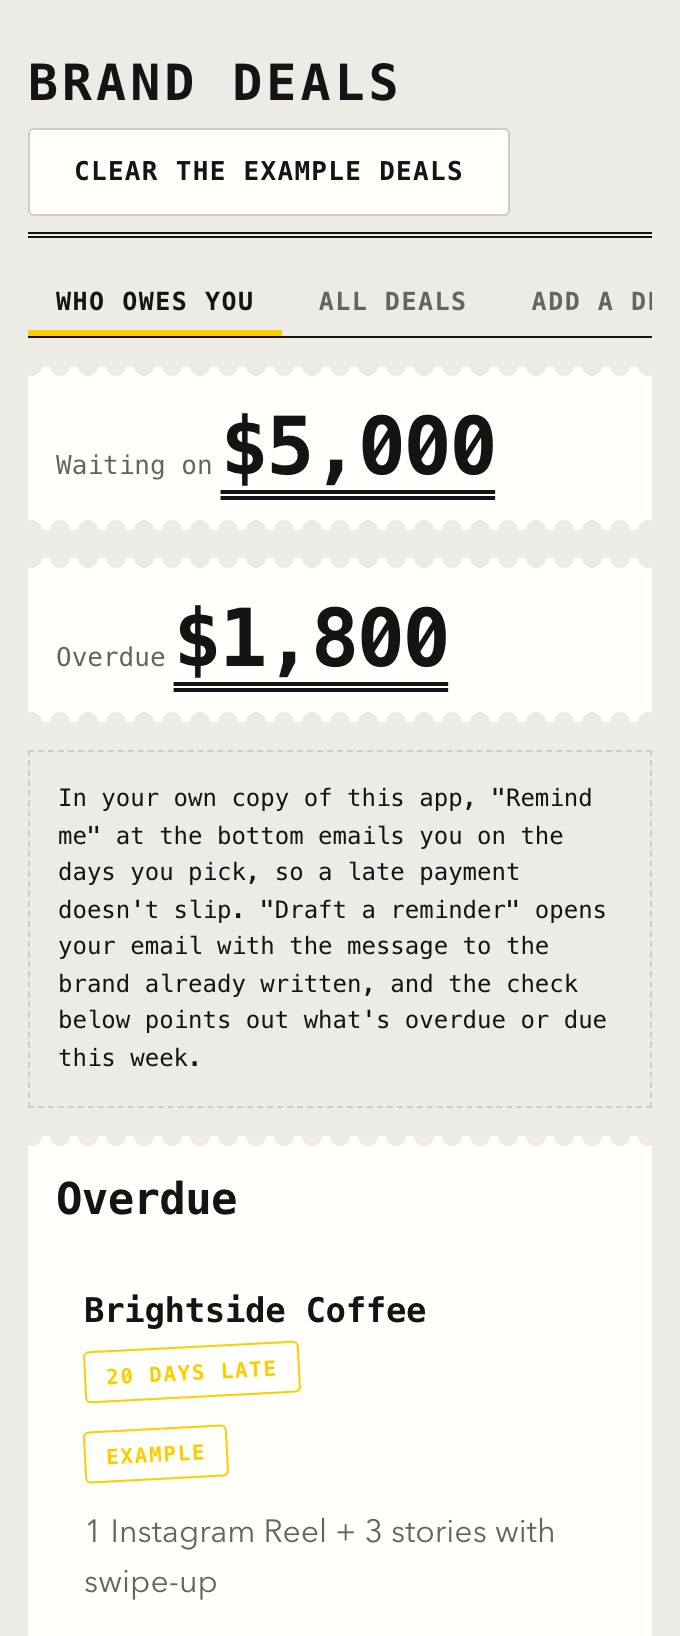 BRAND DEALS
CLEAR THE EXAMPLE DEALS
WHO OWES YOU ALL DEALS ADD A
Waiting on $5,000
Overdue $1,800
In your own copy of this app, "Remind
me" at the bottom emails you on the
days you pick, so a late payment
doesn't slip. "Draft a reminder" opens
your email with the message to the
brand already written, and the check
below points out what's overdue or due
this week.
Overdue
Brightside Coffee
20 DAYS LATE
EXAMPLE
1 Instagram Reel + 3 stories with
swipe-up